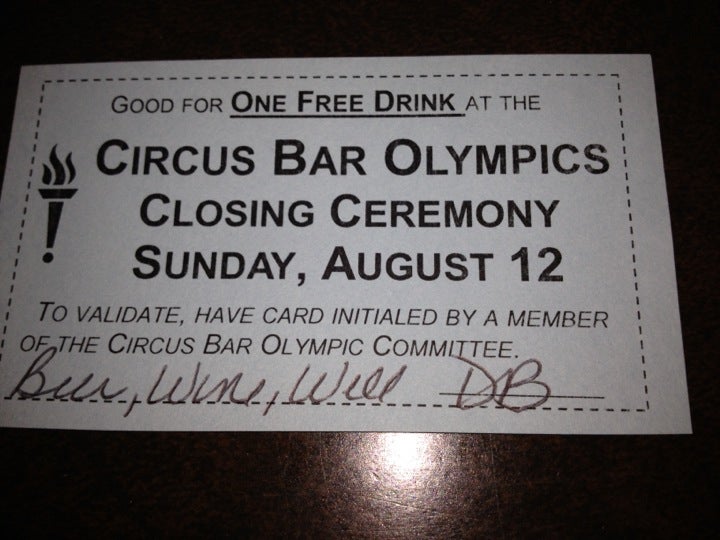 GOOD FOR ONE FREE DRINK AT THE
CIRCUS BAR OLYMPICS
CLOSING CEREMONY
SUNDAY, AUGUST 12
TO VALIDATE, HAVE CARD INITIALED BY A MEMBER
OF THE CIRCUS BAR OLYMPIC COMMITTEE.
Beer, Wine, Well DB